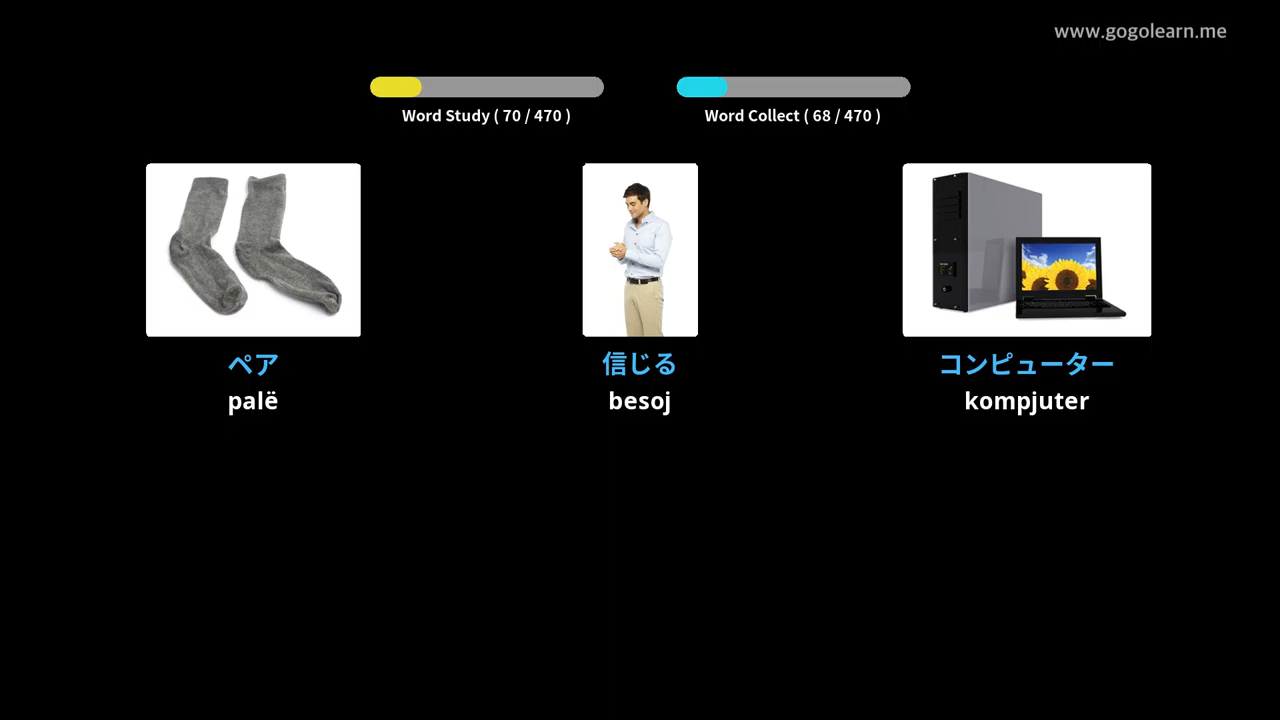 www.gogolearn.me
Word Study ( 70 / 470 )
Word Collect ( 68 / 470 )
ペア
信じる
コンピューター
palë
besoj
kompjuter